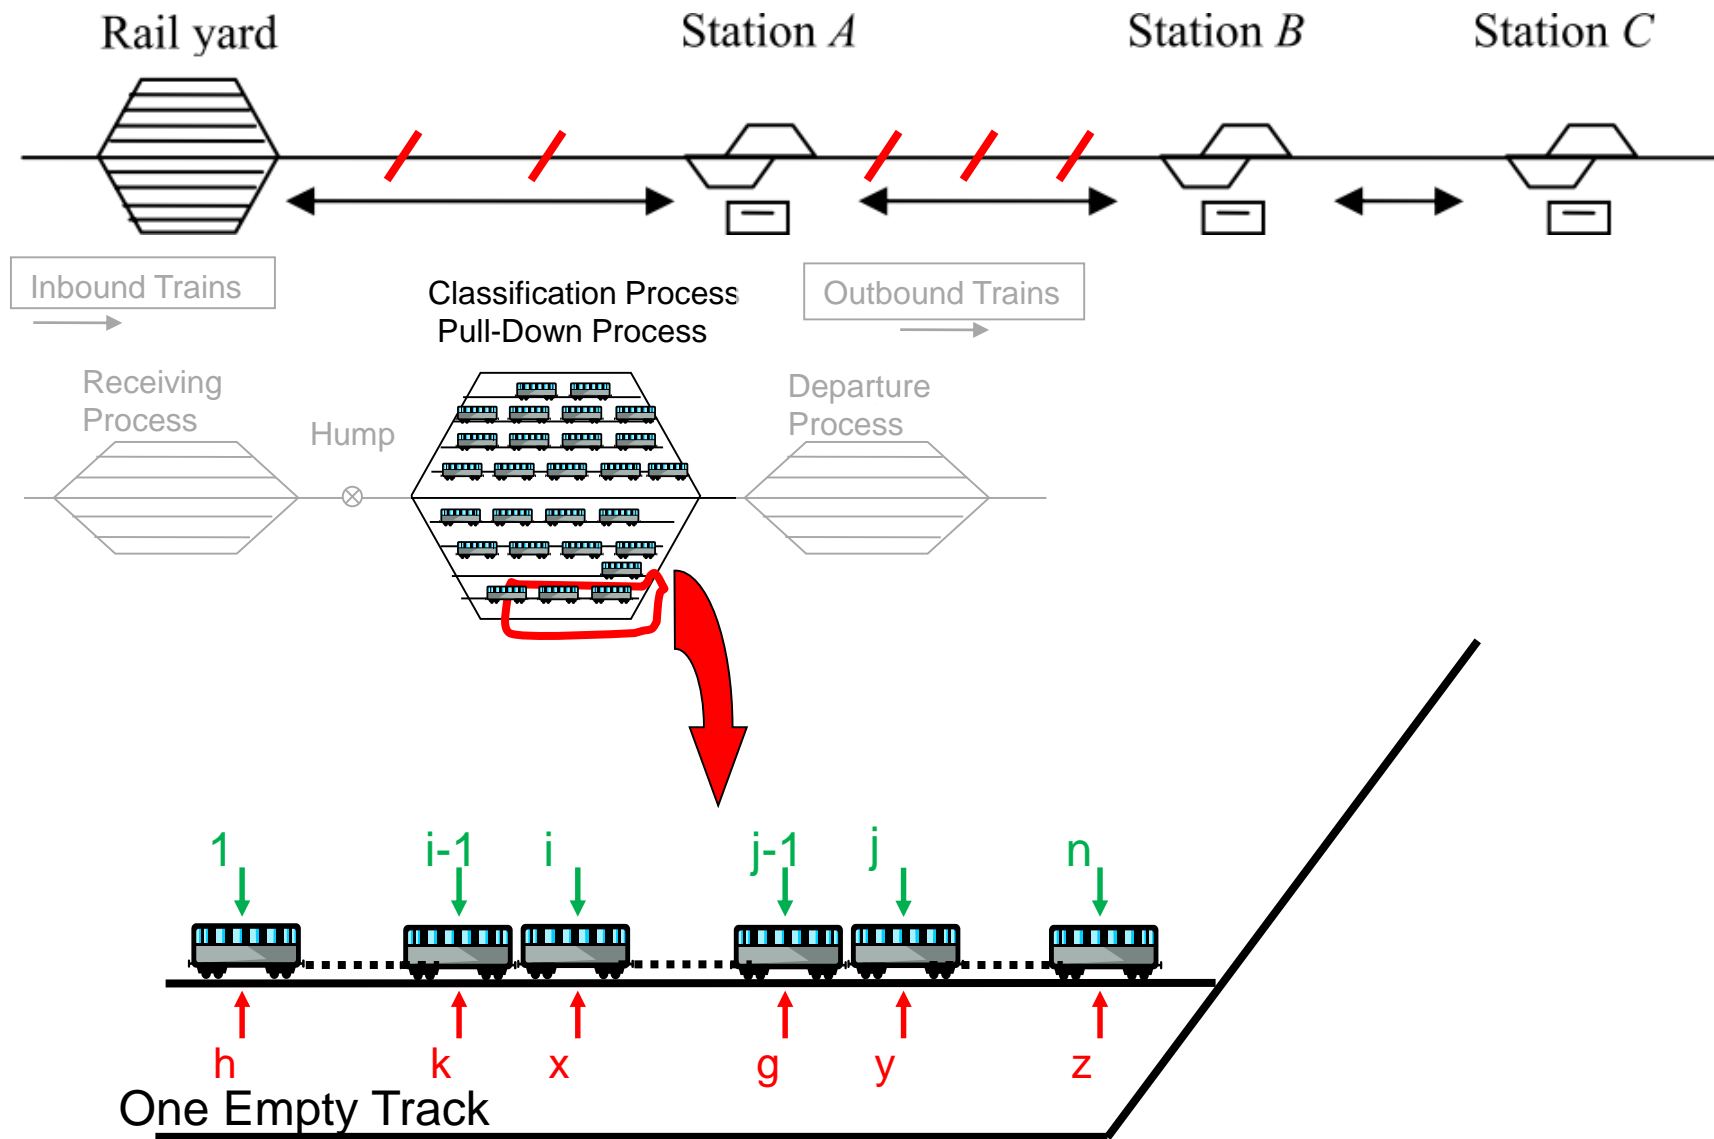 Rail yard
Station A
Station B
Station C
Inbound Trains
Classification Process
Pull-Down Process
Outbound Trains
Receiving
Process
Hump
Departure
Process
1
i-1
i
j-1
j
n
h
k
x
g
y
z
One Empty Track